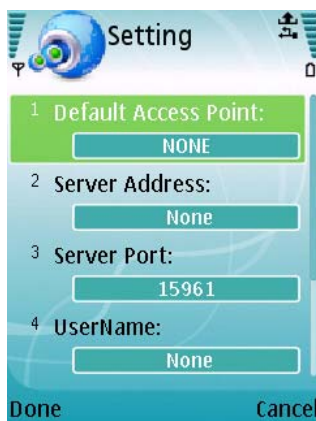 Setting
1 Default Access Point:
NONE
2 Server Address:
None
3 Server Port:
15961
4 UserName:
None
Done Cancel